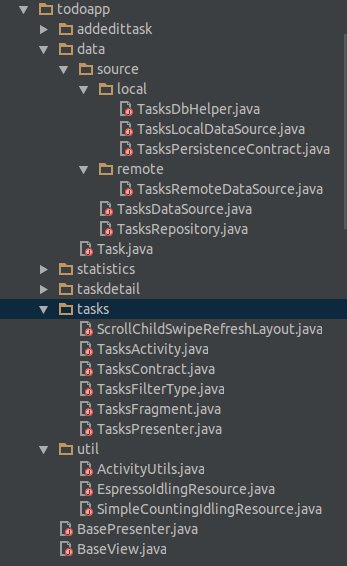 todoapp
addedittask
data
source
local
TasksDbHelper.java
TasksLocalDataSource.java
TasksPersistenceContract.java
remote
TasksRemoteDataSource.java
TasksDataSource.java
TasksRepository.java
Task.java
statistics
taskdetail
tasks
ScrollChildSwipeRefreshLayout.java
TasksActivity.java
TasksContract.java
TasksFilterType.java
TasksFragment.java
TasksPresenter.java
util
ActivityUtils.java
EspressoIdlingResource.java
SimpleCountingIdlingResource.java
BasePresenter.java
BaseView.java